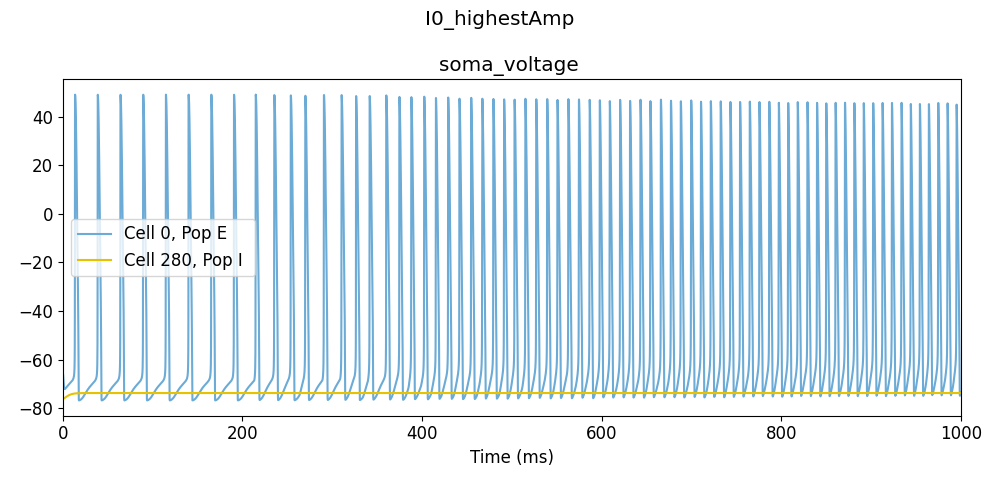 I0_highestAmp
soma_voltage
40
20
0
−20
−40
−60
−80
Cell 0, Pop E
Cell 280, Pop I
0 200 400 600 800 1000
Time (ms)